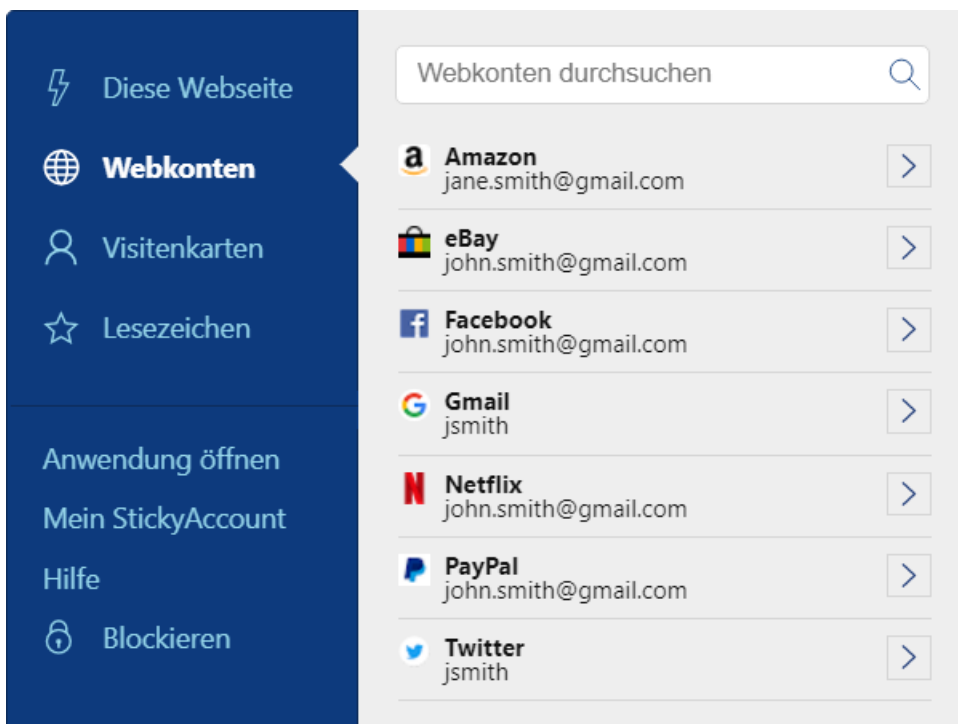 Diese Webseite
Webkonten
Visitenkarten
Lesezeichen
Anwendung öffnen
Mein StickyAccount
Hilfe
Blockieren
Webkonten durchsuchen
Amazon
jane.smith@gmail.com
eBay
john.smith@gmail.com
Facebook
john.smith@gmail.com
Gmail
jsmith
Netflix
john.smith@gmail.com
PayPal
john.smith@gmail.com
Twitter
jsmith